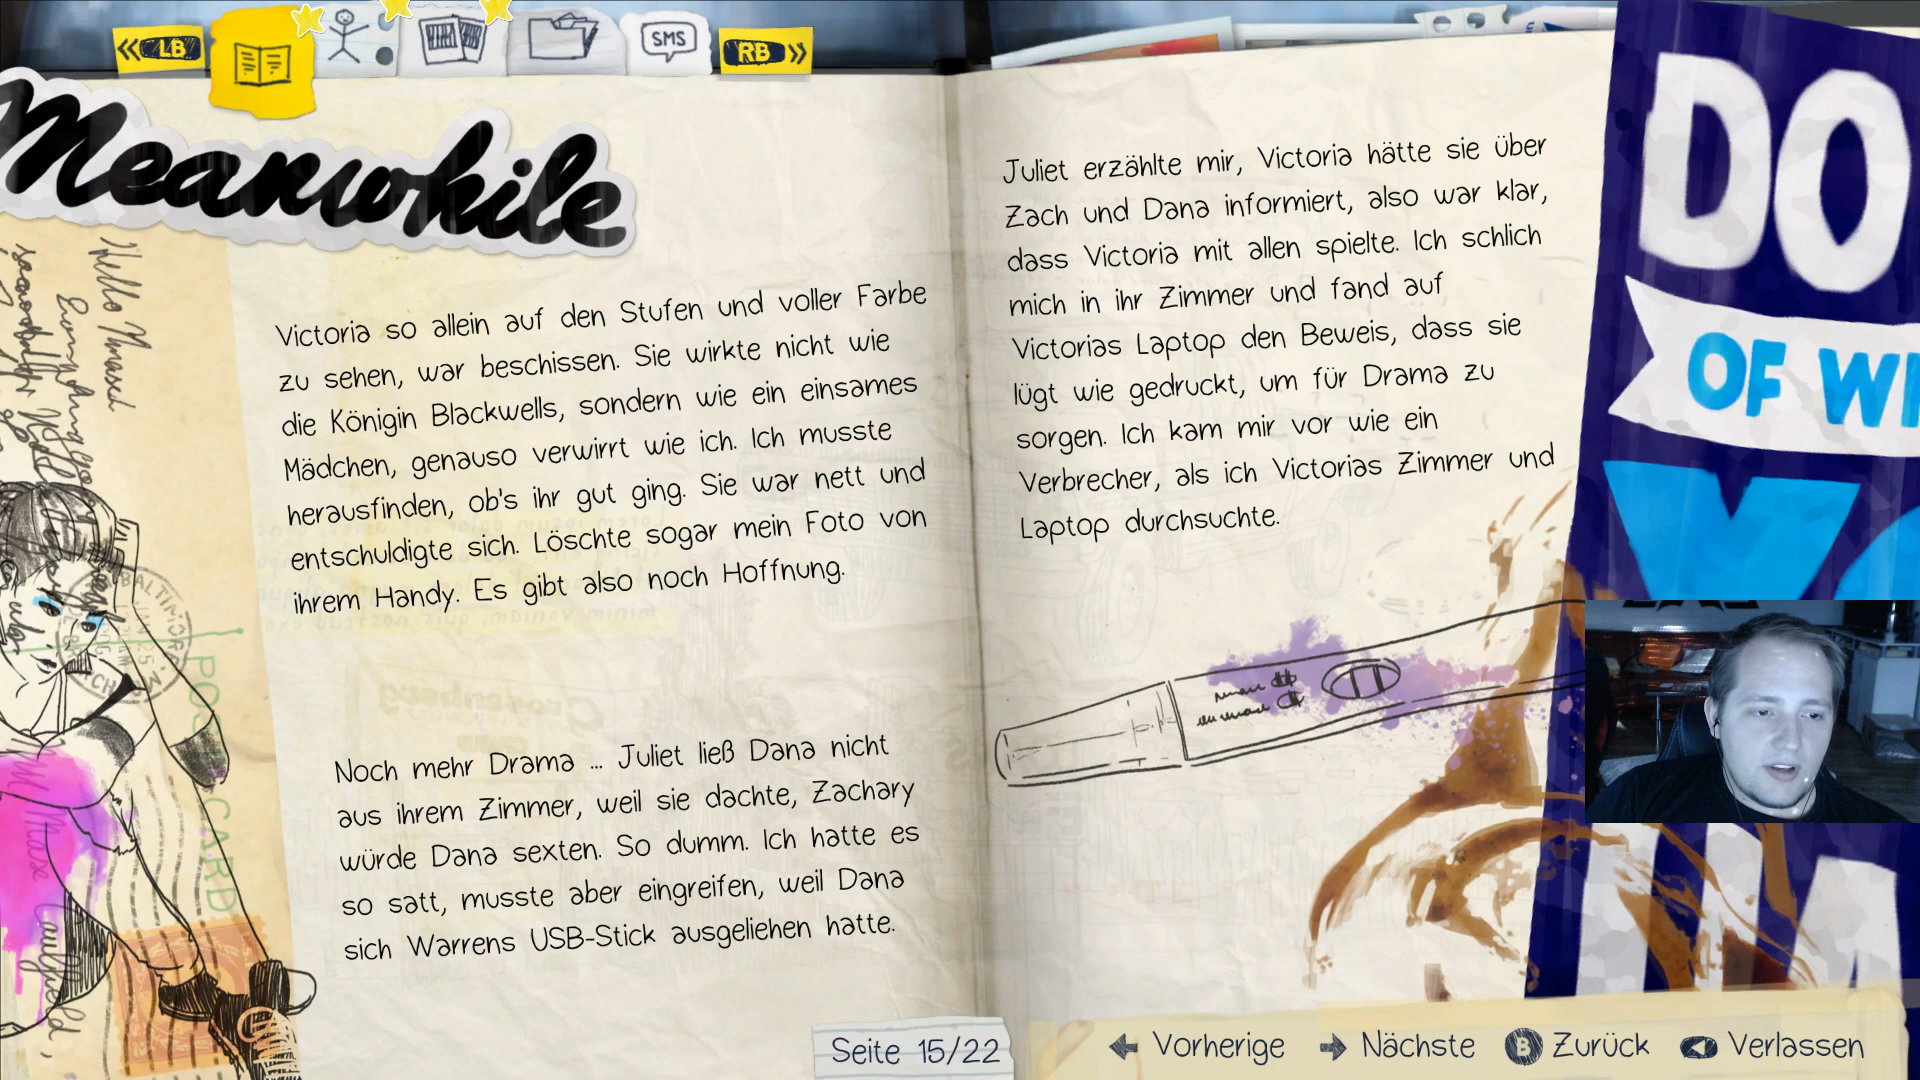 LB
SMS
RB
Meanwhile
Victoria so allein auf den Stufen und voller Farbe
zu sehen, war beschissen. Sie wirkte nicht wie
die Königin Blackwells, sondern wie ein einsames
Mädchen, genauso verwirrt wie ich. Ich musste
herausfinden, ob's ihr gut ging. Sie war nett und
entschuldigte sich. Löschte sogar mein Foto von
ihrem Handy. Es gibt also noch Hoffnung.
Noch mehr Drama ... Juliet ließ Dana nicht
aus ihrem Zimmer, weil sie dachte, Zachary
würde Dana sexten. So dumm. Ich hatte es
so satt, musste aber eingreifen, weil Dana
sich Warrens USB-Stick ausgeliehen hatte.
Juliet erzählte mir, Victoria hätte sie über
Zach und Dana informiert, also war klar,
dass Victoria mit allen spielte. Ich schlich
mich in ihr Zimmer und fand auf
Victorias Laptop den Beweis, dass sie
lügt wie gedruckt, um für Drama zu
sorgen. Ich kam mir vor wie ein
Verbrecher, als ich Victorias Zimmer und
Laptop durchsuchte.
DO
OF WI
POST CARD
BALTIMORE
Seite 15/22
Vorherige
Nächste
B Zurück
Verlassen